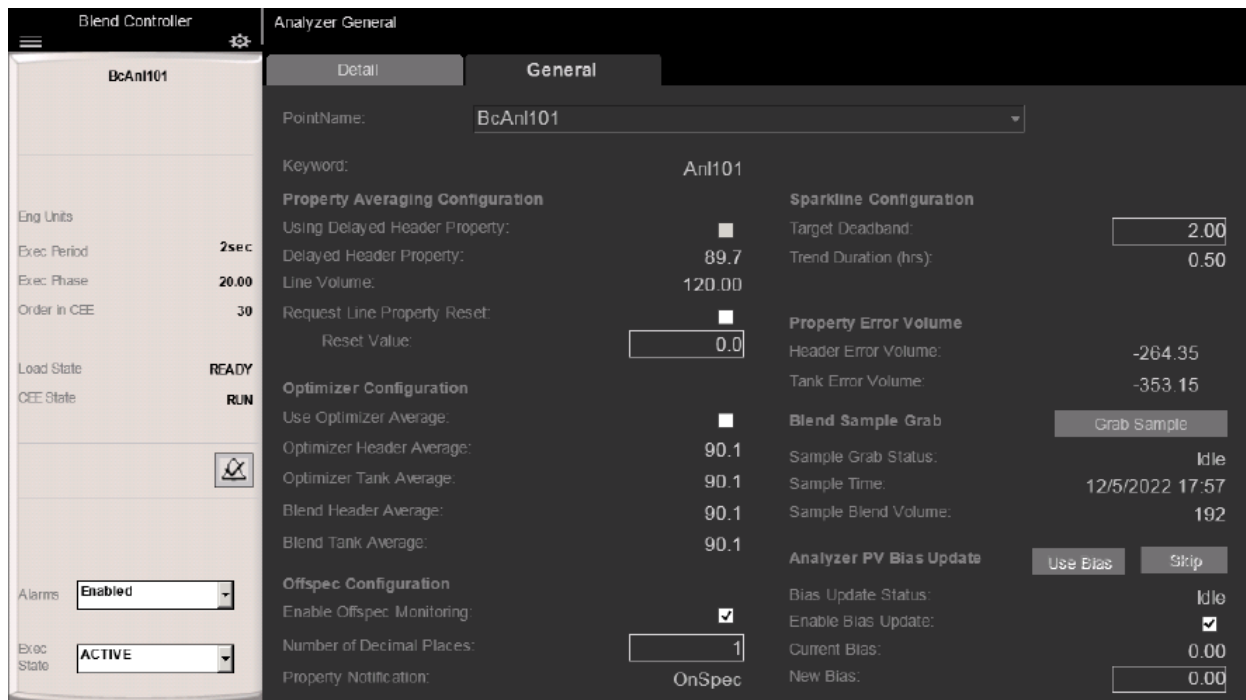 Blend Controller
BcAnl101
Eng Units
Exec Period 2sec
Exec Phase 20.00
Order in CEE 30
Load State READY
CEE State RUN
Alarms Enabled
Exec State ACTIVE
Analyzer General
Detail General
PointName: BcAnl101
Keyword: Anl101
Property Averaging Configuration
Using Delayed Header Property:
Delayed Header Property: 89.7
Line Volume: 120.00
Request Line Property Reset:
Reset Value: 0.0
Optimizer Configuration
Use Optimizer Average:
Optimizer Header Average: 90.1
Optimizer Tank Average: 90.1
Blend Header Average: 90.1
Blend Tank Average: 90.1
Offspec Configuration
Enable Offspec Monitoring:
Number of Decimal Places: 1
Property Notification: OnSpec
Sparkline Configuration
Target Deadband: 2.00
Trend Duration (hrs): 0.50
Property Error Volume
Header Error Volume: -264.35
Tank Error Volume: -353.15
Blend Sample Grab Grab Sample
Sample Grab Status: Idle
Sample Time: 12/5/2022 17:57
Sample Blend Volume: 192
Analyzer PV Bias Update Use Bias Skip
Bias Update Status: Idle
Enable Bias Update:
Current Bias: 0.00
New Bias: 0.00